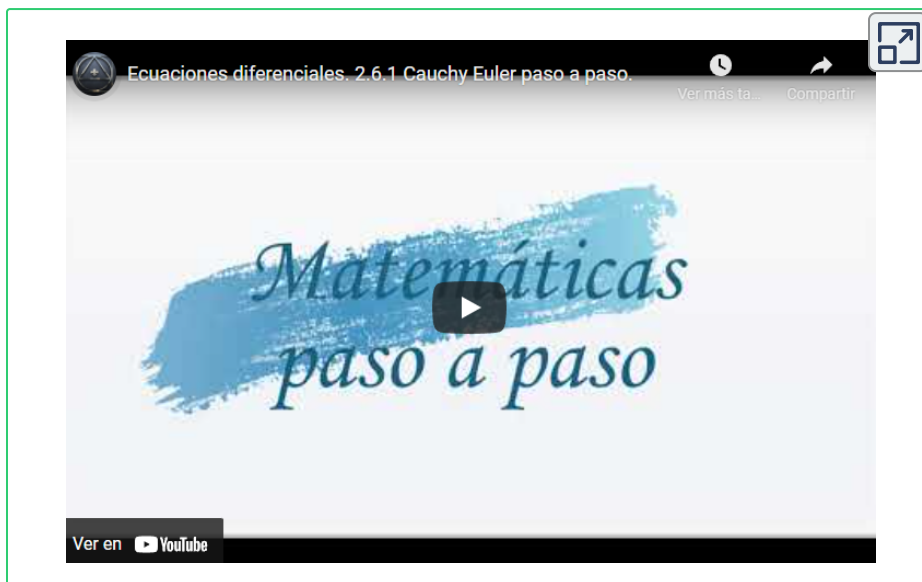 Ecuaciones diferenciales. 2.6.1 Cauchy Euler paso a paso.
Ver más ta...
Compartir
Matemáticas
paso a paso
Ver en YouTube